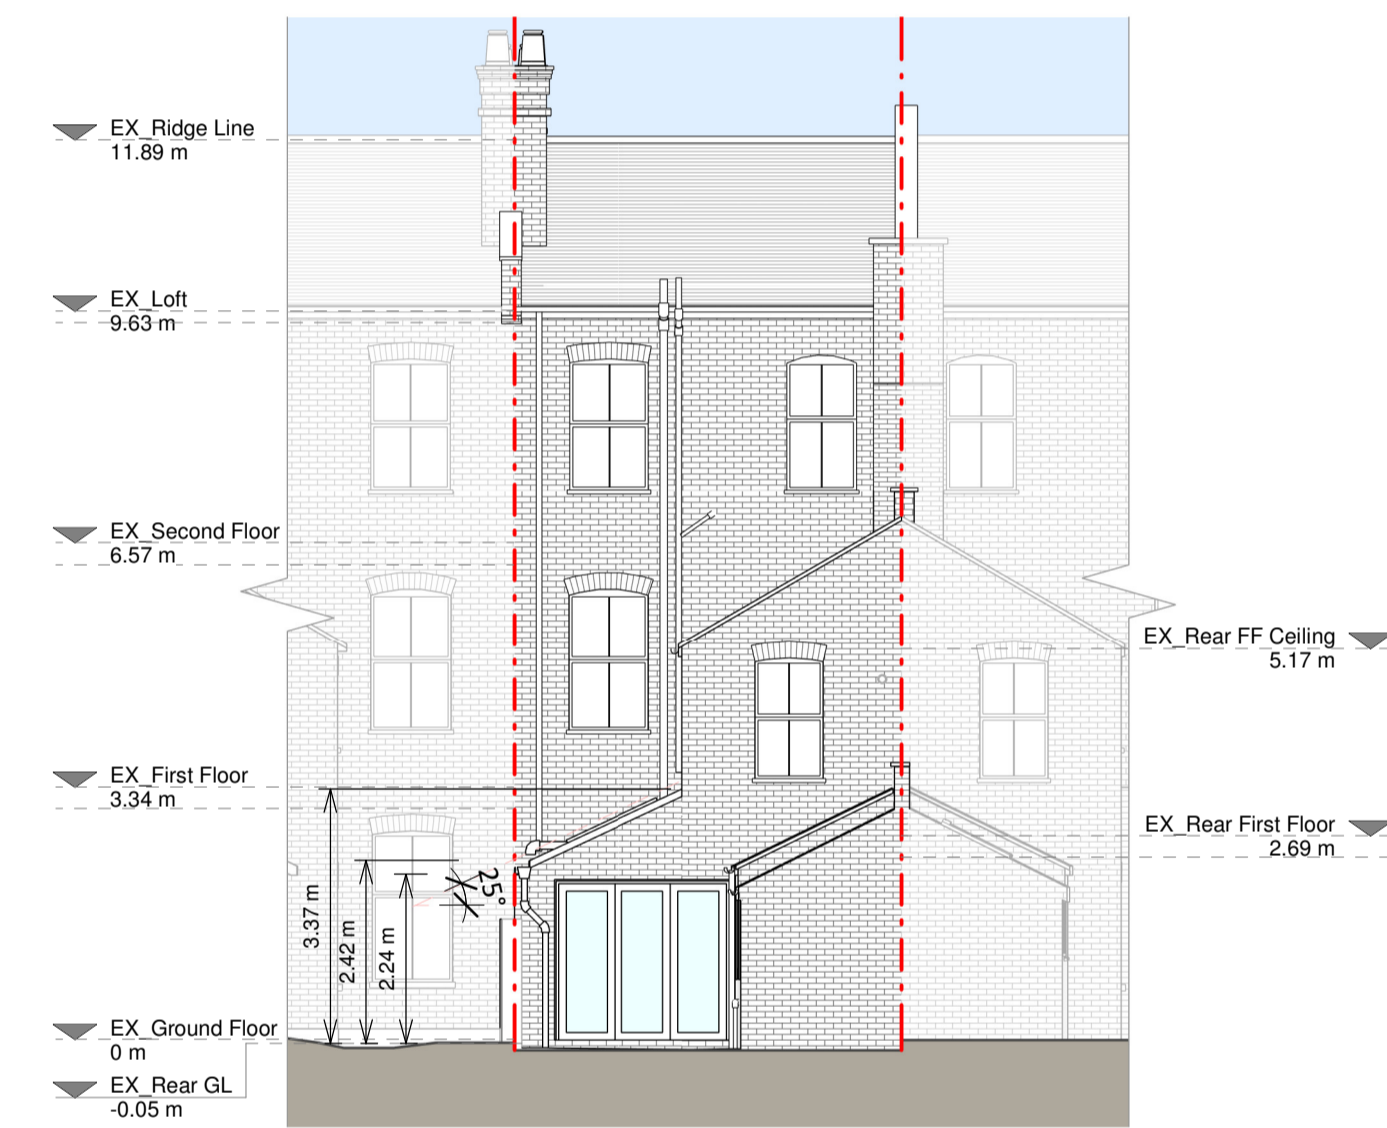 EX_Ridge Line
11.89 m
EX_Loft
9.63 m
EX_Second Floor
6.57 m
EX_Rear FF Ceiling
5.17 m
EX_First Floor
3.34 m
EX_Rear First Floor
2.69 m
25°
3.37 m
2.42 m
2.24 m
EX_Ground Floor
0 m
EX_Rear GL
-0.05 m